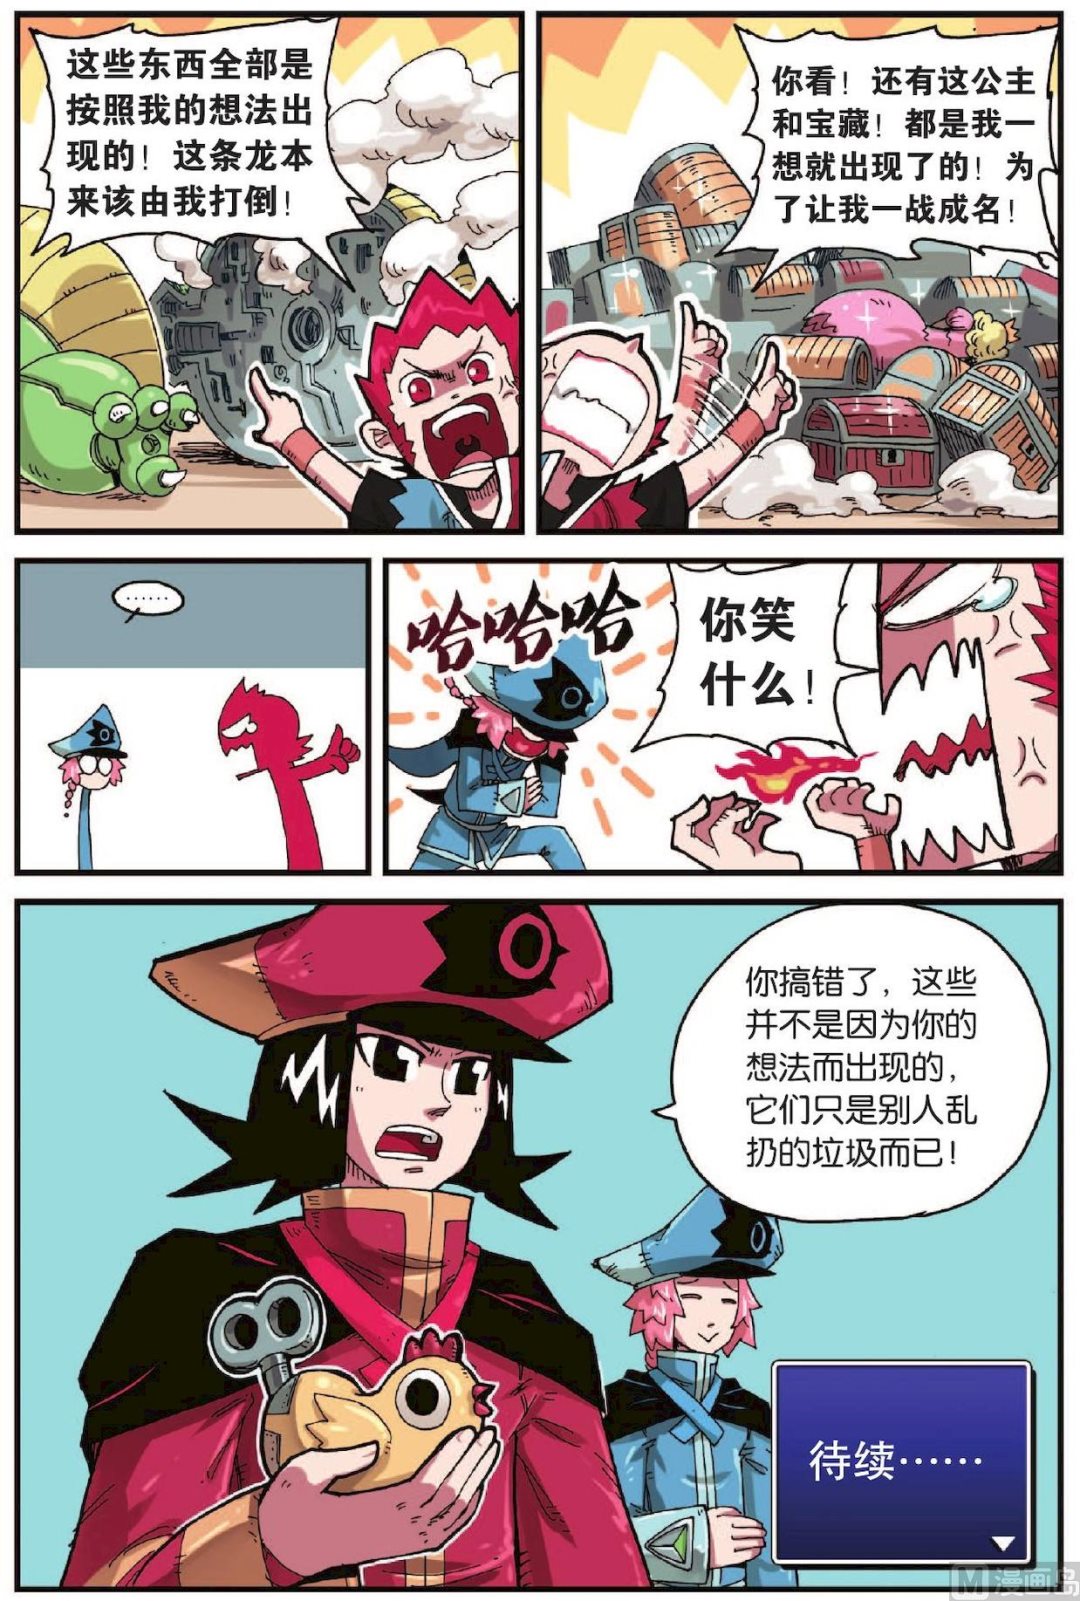 这些东西全部是
按照我的想法出
现的！这条龙本
来该由我打倒！
你看！还有这公主
和宝藏！都是我一
想就出现了的！为
了让我一战成名！
……
哈哈哈
你笑
什么！
你搞错了，这些
并不是因为你的
想法而出现的，
它们只是别人乱
扔的垃圾而已！
待续……
M漫画岛